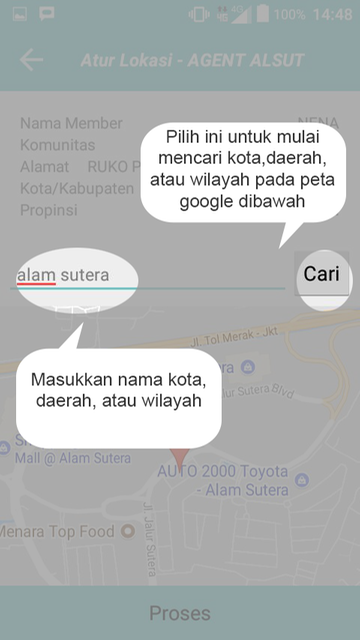 100% 14:48
Atur Lokasi - AGENT ALSUT
Nama Member NENA
Komunitas
Alamat RUKO P
Kota/Kabupaten
Propinsi
Pilih ini untuk mulai
mencari kota,daerah,
atau wilayah pada peta
google dibawah
alam sutera
Cari
Masukkan nama kota,
daerah, atau wilayah
Jl. Tol Merak - Jkt
ur Sutera Blvd
Mall @ Alam Sutera
AUTO 2000 Toyota
- Alam Sutera
Menara Top Food
Jl. Jalur Sutera
Proses